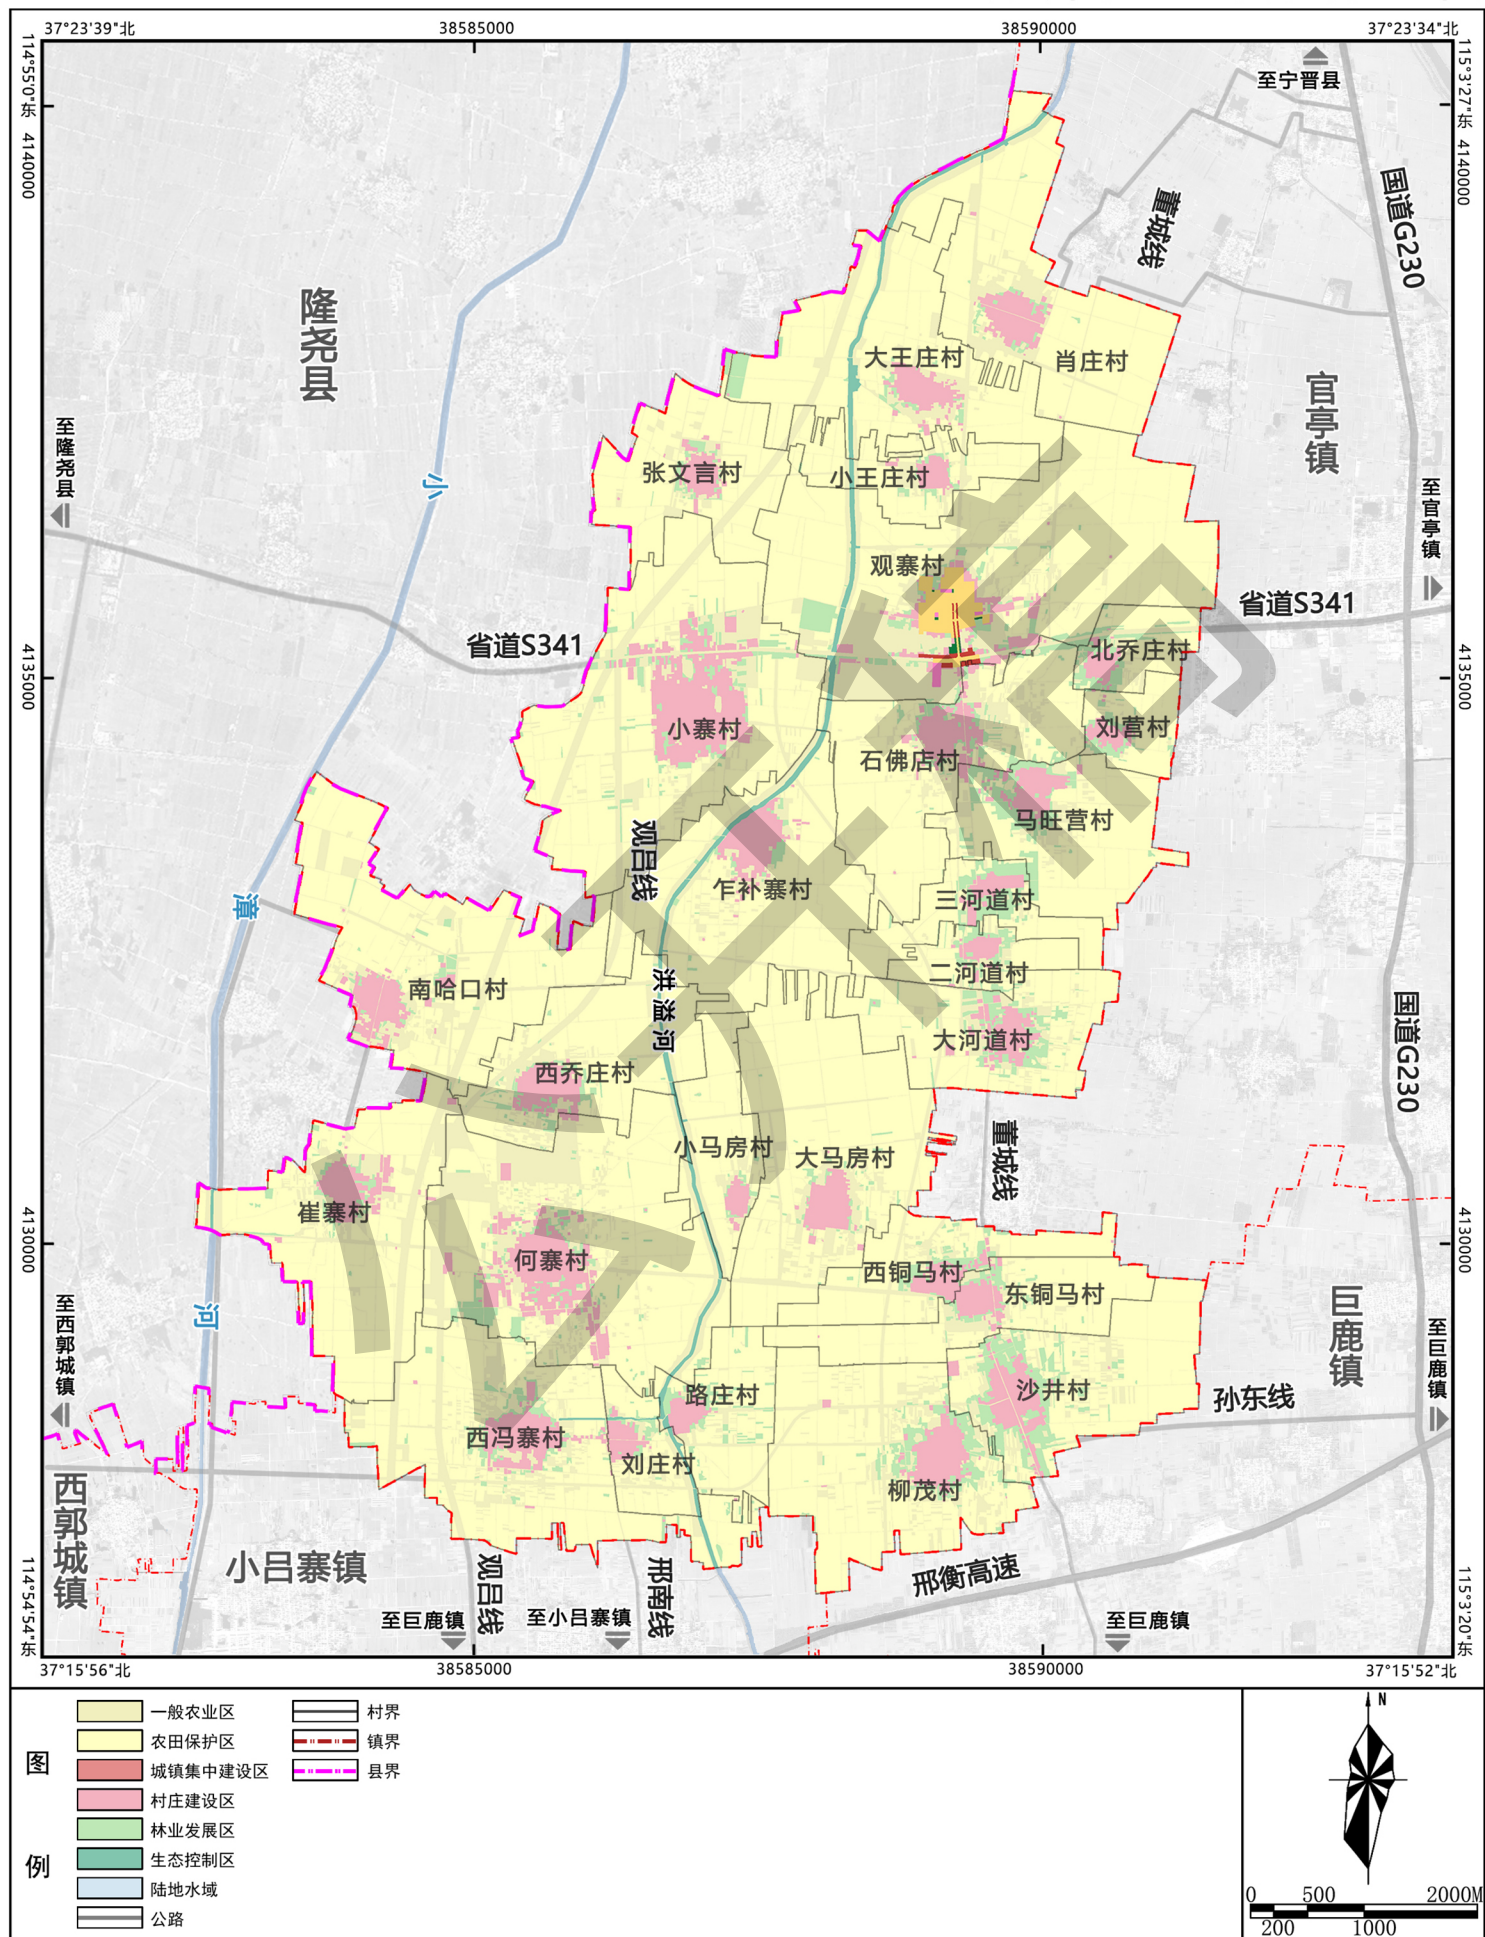 37°23'39"北
38585000
38590000
37°23'34"北
114°55'0"东
115°3'27"东
4140000
4140000
至宁晋县
国道G230
董城线
隆尧县
大王庄村
肖庄村
官亭镇
至隆尧县
张文言村
小王庄村
小
至官亭镇
观寨村
省道S341
省道S341
北乔庄村
4135000
4135000
小寨村
刘营村
石佛店村
马旺营村
观吕线
乍补寨村
三河道村
漳
二河道村
南哈口村
洪溢河
大河道村
国道G230
西乔庄村
小马房村
大马房村
董城线
崔寨村
4130000
4130000
何寨村
西铜马村
东铜马村
河
至西郭城镇
巨鹿镇
至巨鹿镇
路庄村
沙井村
孙东线
西冯寨村
刘庄村
柳茂村
西郭城镇
小吕寨镇
观吕线
邢南线
邢衡高速
至巨鹿镇
至小吕寨镇
至巨鹿镇
114°54'54"东
115°3'20"东
37°15'56"北
38585000
38590000
37°15'52"北
图例
一般农业区
农田保护区
城镇集中建设区
村庄建设区
林业发展区
生态控制区
陆地水域
公路
村界
镇界
县界
N
0 500 2000M
200 1000